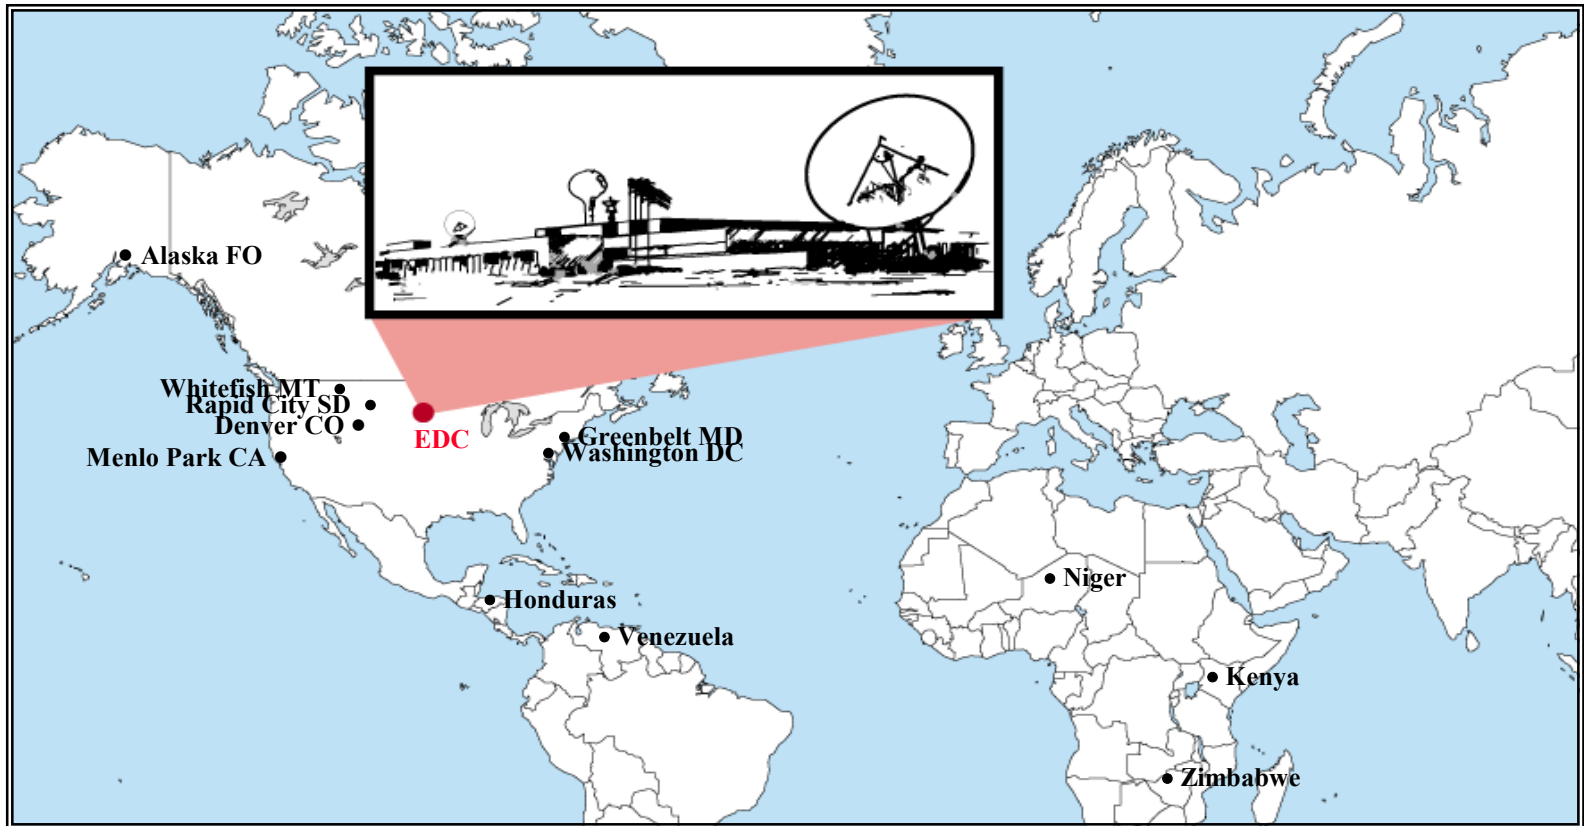 Alaska FO
Whitefish MT
Rapid City SD
Denver CO
EDC
Greenbelt MD
Washington DC
Menlo Park CA
Niger
Honduras
Venezuela
Kenya
Zimbabwe